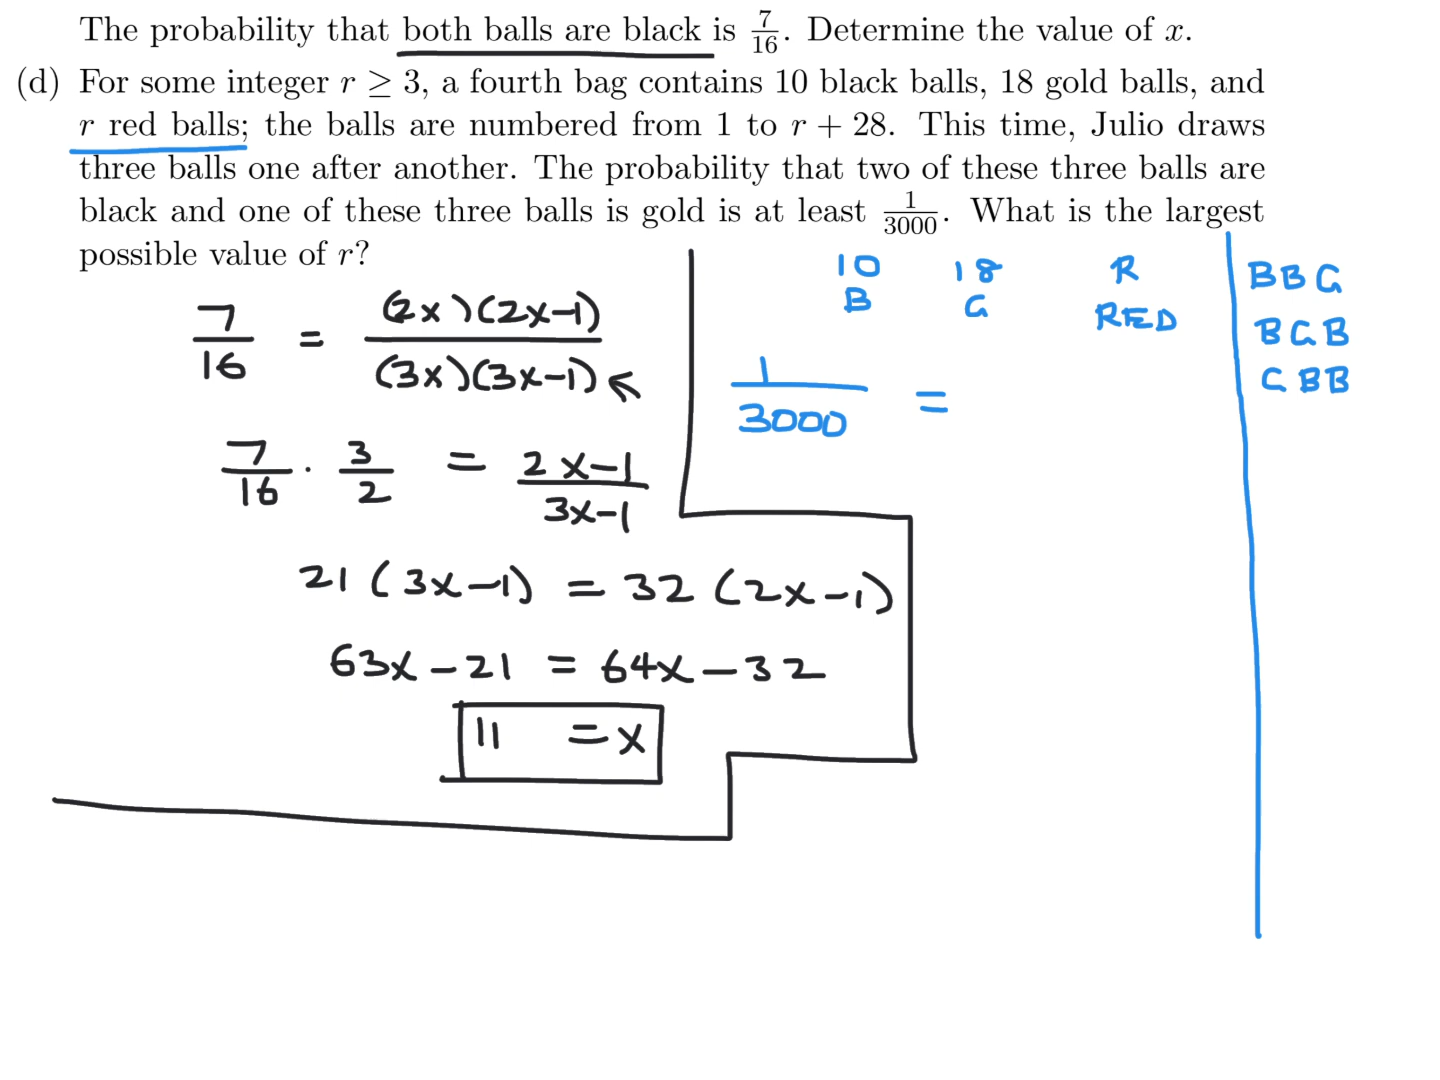 The probability that both balls are black is 7/16. Determine the value of x.
(d) For some integer r ≥ 3, a fourth bag contains 10 black balls, 18 gold balls, and
r red balls; the balls are numbered from 1 to r + 28. This time, Julio draws
three balls one after another. The probability that two of these three balls are
black and one of these three balls is gold is at least 1/3000. What is the largest
possible value of r?
7/16 = (2x)(2x-1)/(3x)(3x-1)
7/16 · 3/2 = 2x-1/3x-1
21(3x-1) = 32(2x-1)
63x-21 = 64x-32
11 = x
10 18 R
B G RED
1/3000 =
BBG
BGB
GBB